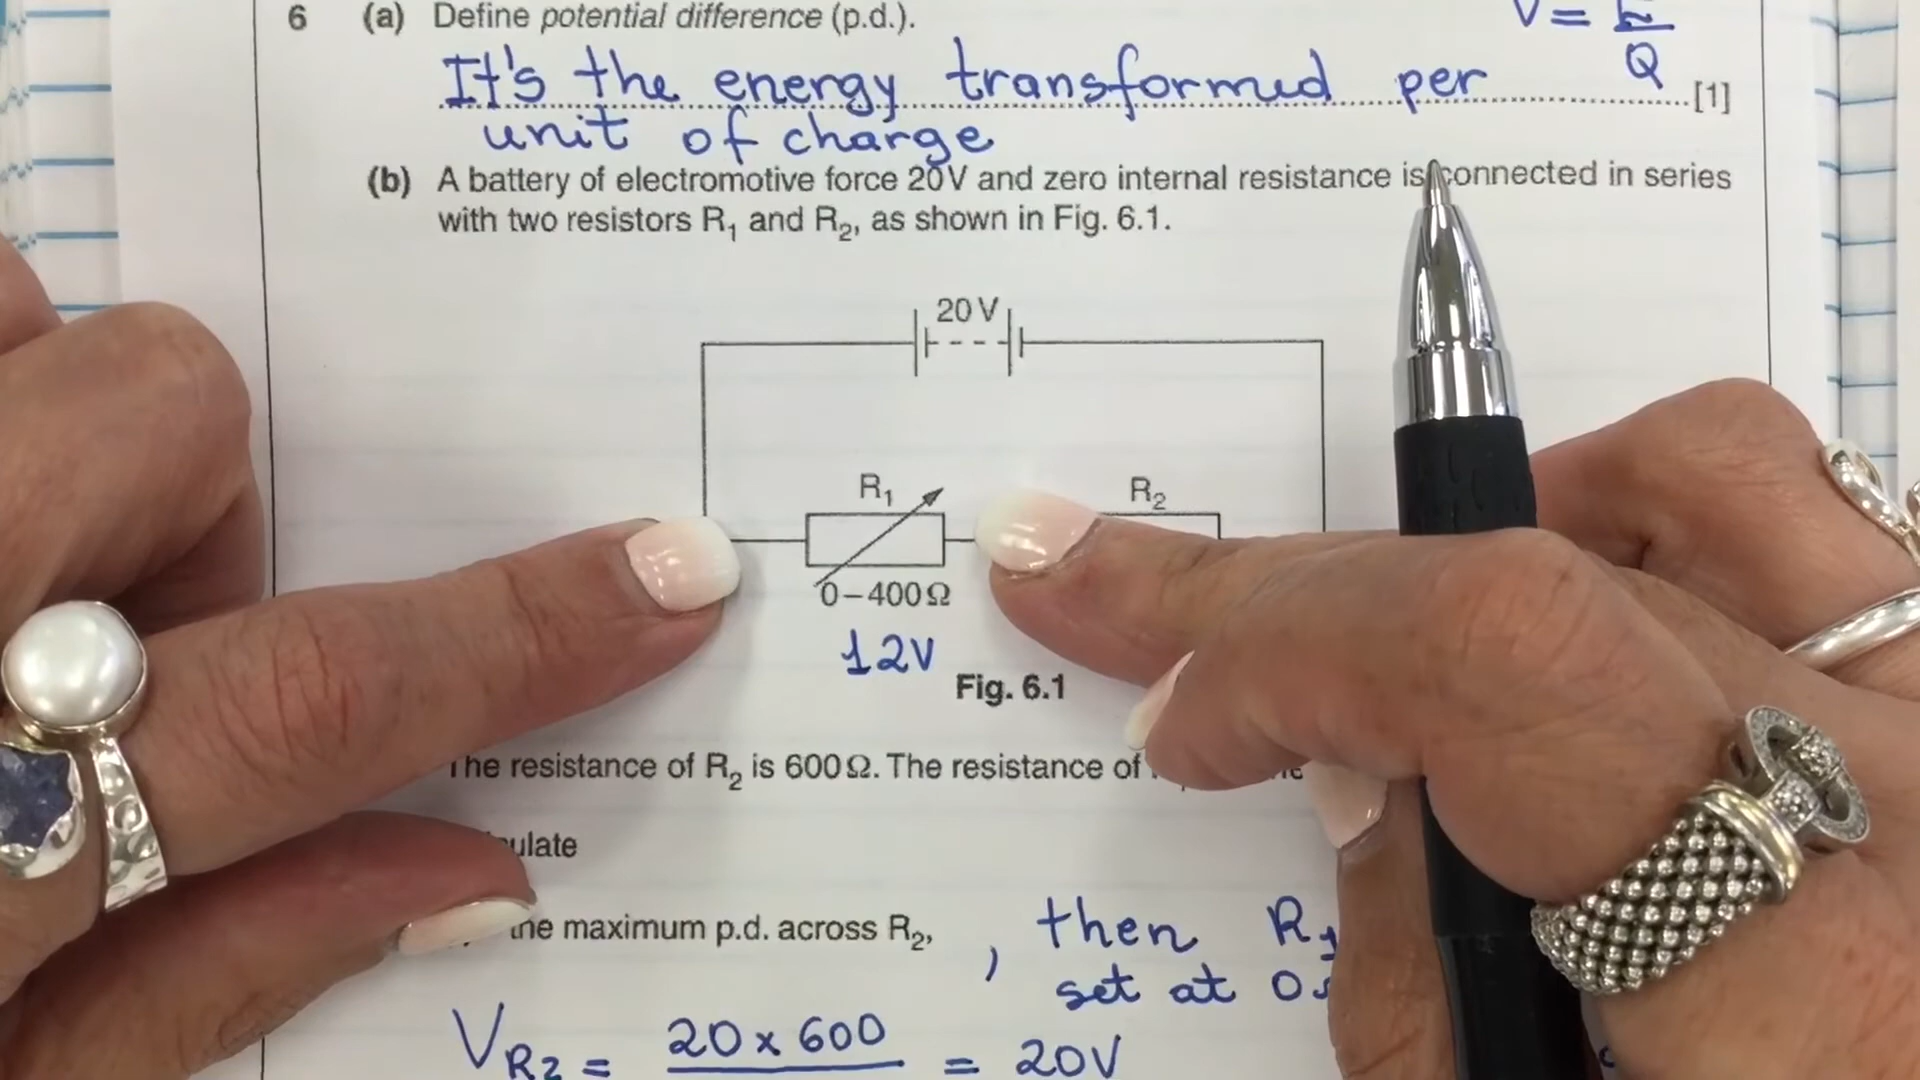 6 (a) Define potential difference (p.d.).
V =
Q
It's the energy transformed per [1]
unit of charge
(b) A battery of electromotive force 20V and zero internal resistance is connected in series
with two resistors R₁ and R₂, as shown in Fig. 6.1.
20V
R₁
R₂
0–400Ω
12V
Fig. 6.1
The resistance of R₂ is 600Ω. The resistance of
the maximum p.d. across R₂,
, then R₁
set at 0
V R2 = 20 x 600 = 20V